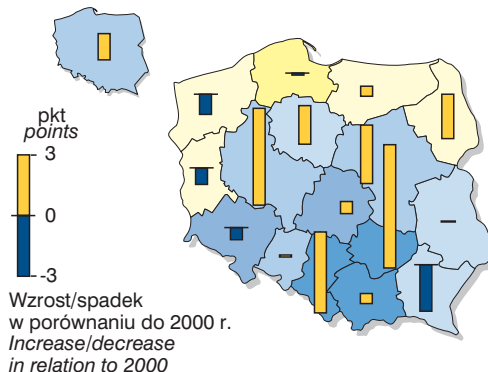 pkt
points
3
0
-3
Wzrost/spadek
w porównaniu do 2000 r.
Increase/decrease
in relation to 2000